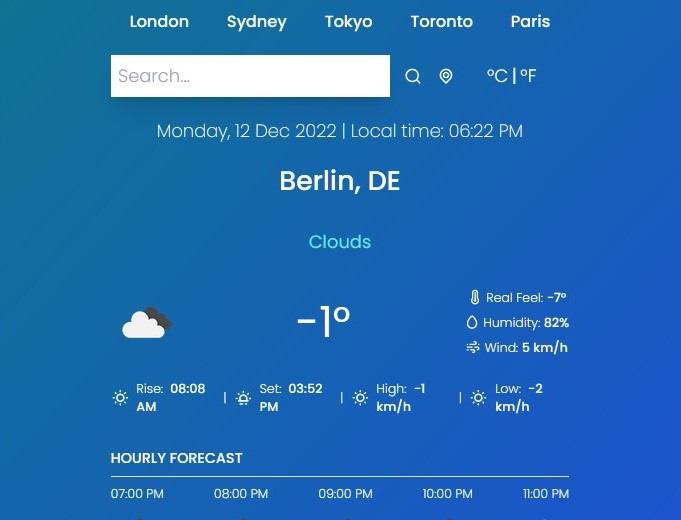 London Sydney Tokyo Toronto Paris
Search...
°C | °F
Monday, 12 Dec 2022 | Local time: 06:22 PM
Berlin, DE
Clouds
-1°
Real Feel: -7°
Humidity: 82%
Wind: 5 km/h
Rise: 08:08 AM | Set: 03:52 PM | High: -1 km/h | Low: -2 km/h
HOURLY FORECAST
07:00 PM 08:00 PM 09:00 PM 10:00 PM 11:00 PM